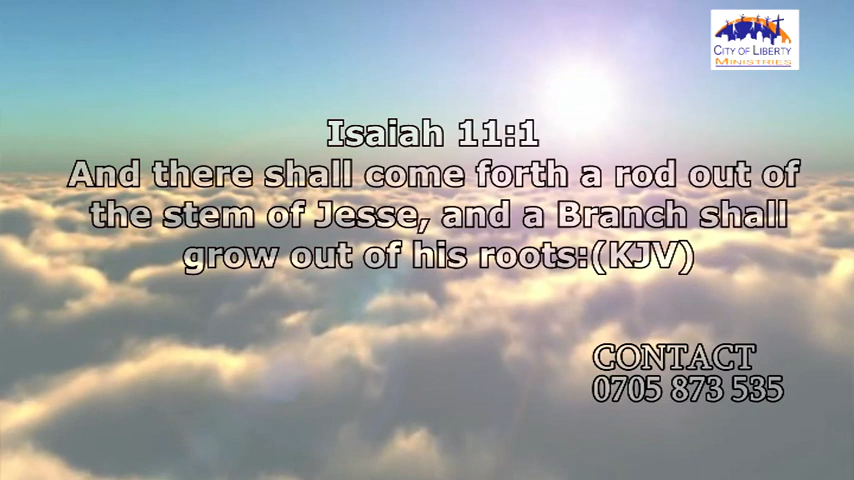 CITY OF LIBERTY
MINISTRIES
Isaiah 11:1
And there shall come forth a rod out of
the stem of Jesse, and a Branch shall
grow out of his roots:(KJV)
CONTACT
0705 873 535